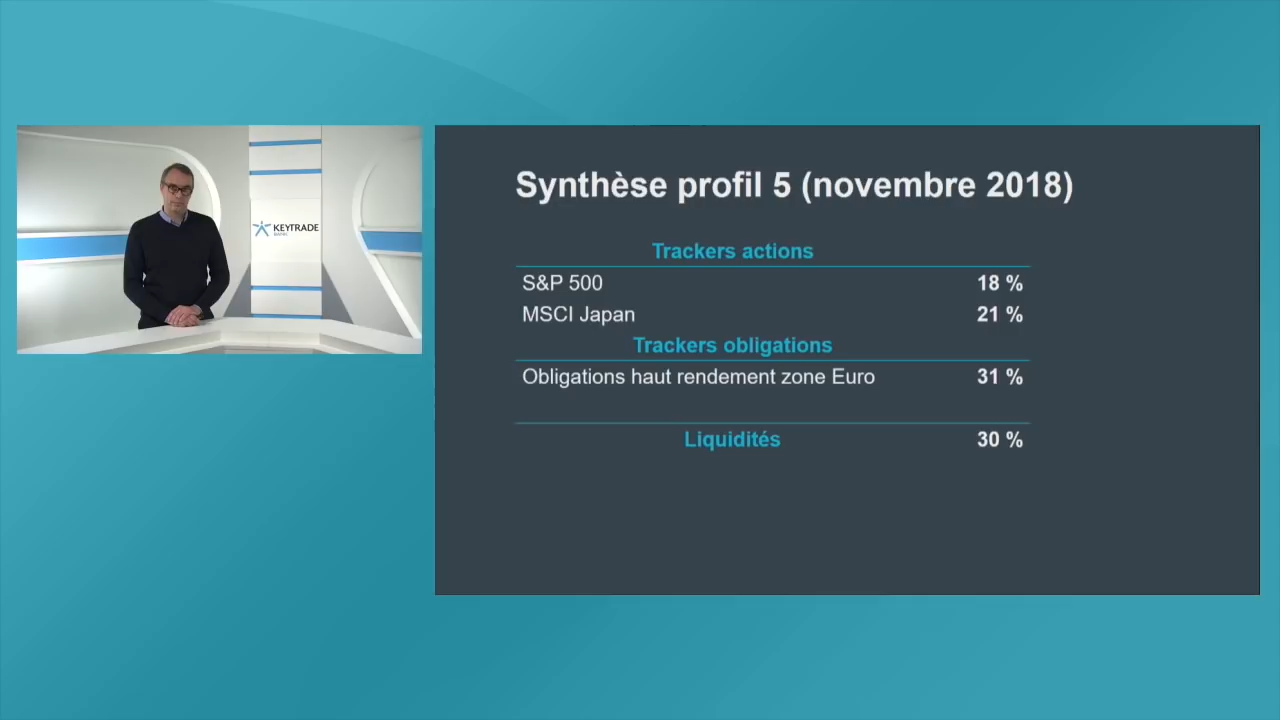 KEYTRADE
BANK
Synthèse profil 5 (novembre 2018)
Trackers actions
S&P 500 18 %
MSCI Japan 21 %
Trackers obligations
Obligations haut rendement zone Euro 31 %
Liquidités 30 %